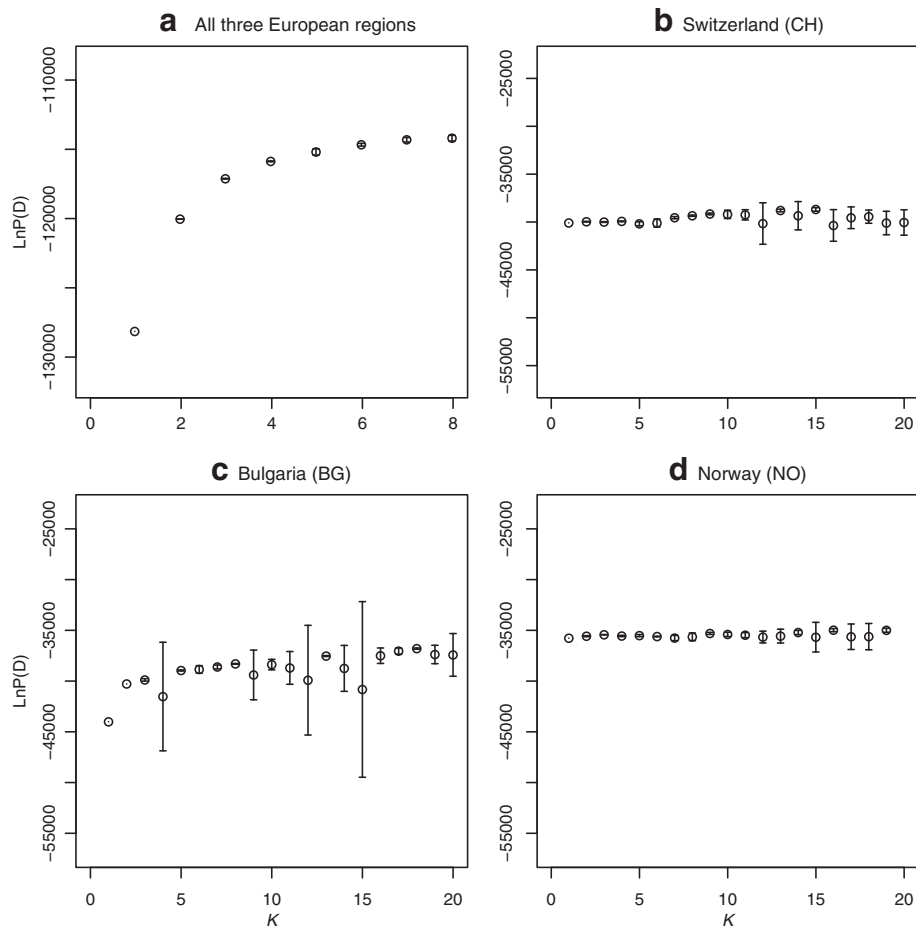 a All three European regions
LnP(D)
-110000
-120000
-130000
0 2 4 6 8
b Switzerland (CH)
-25000
-35000
-45000
-55000
0 5 10 15 20
c Bulgaria (BG)
LnP(D)
-25000
-35000
-45000
-55000
0 5 10 15 20
K
d Norway (NO)
-25000
-35000
-45000
-55000
0 5 10 15 20
K